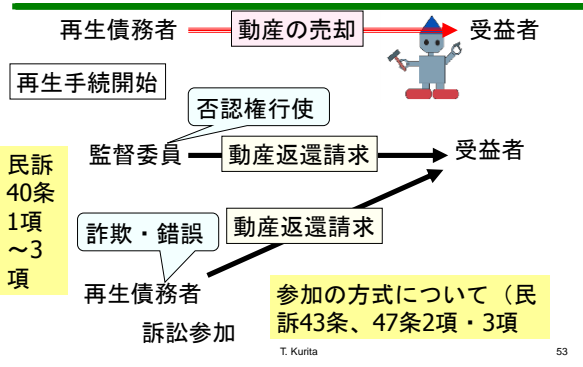 再生債務者
動産の売却
受益者
再生手続開始
否認権行使
監督委員
動産返還請求
受益者
民訴
40条
1項
～3
項
詐欺・錯誤
動産返還請求
再生債務者
訴訟参加
参加の方式について（民
訴43条、47条2項・3項
T. Kurita
53